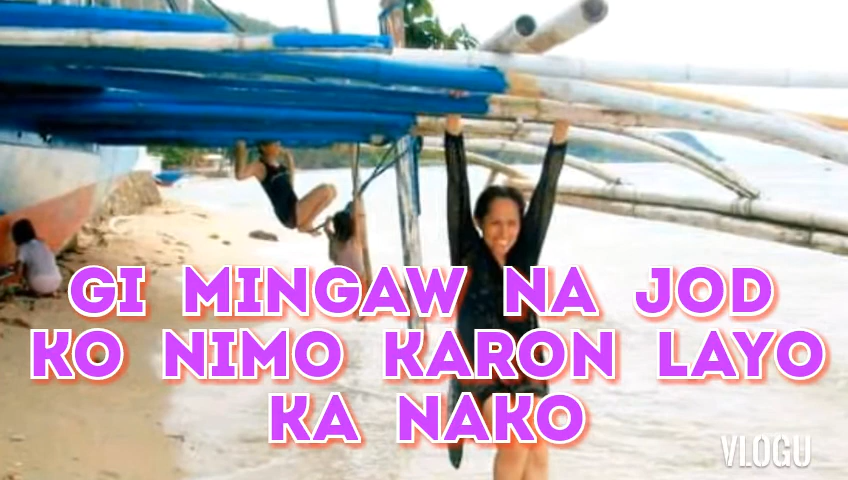 GI MINGAW NA JOD
KO NIMO KARON LAYO
KA NAKO
VLOGU